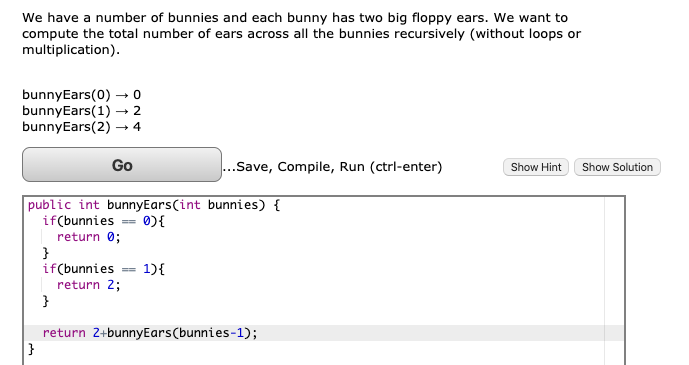 We have a number of bunnies and each bunny has two big floppy ears. We want to
compute the total number of ears across all the bunnies recursively (without loops or
multiplication).
bunnyEars(0) → 0
bunnyEars(1) → 2
bunnyEars(2) → 4
Go
...Save, Compile, Run (ctrl-enter)
Show Hint
Show Solution
public int bunnyEars(int bunnies) {
  if(bunnies == 0){
    return 0;
  }
  if(bunnies == 1){
    return 2;
  }
  return 2+bunnyEars(bunnies-1);
}